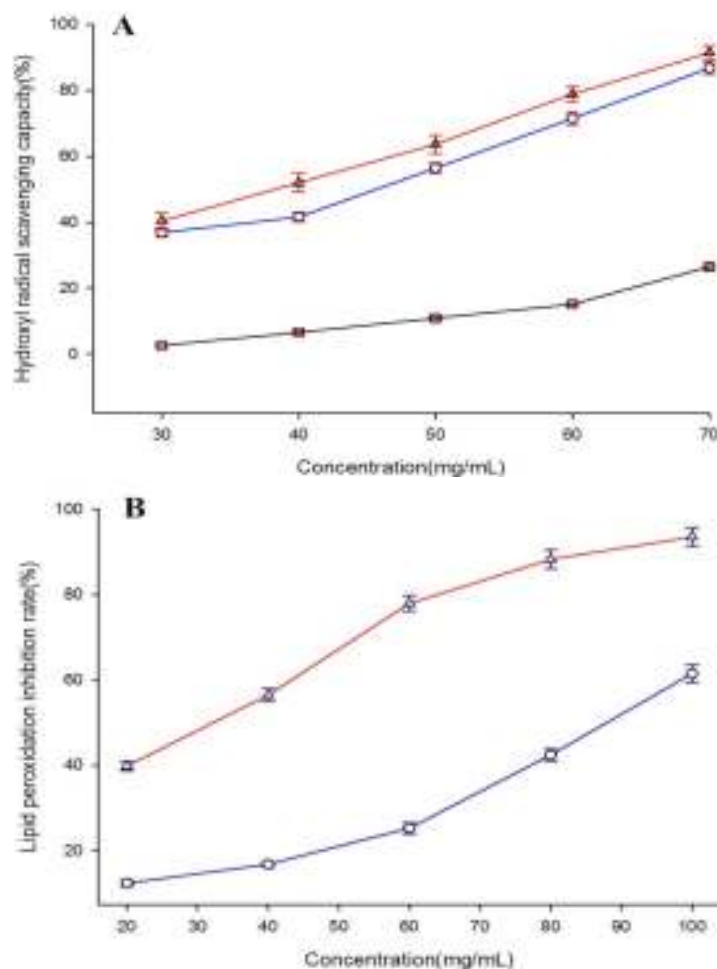 A
Hydroxyl radical scavenging capacity(%)
100
80
60
40
20
0
30 40 50 60 70
Concentration(mg/mL)
B
Lipid peroxidation inhibition rate(%)
100
80
60
40
20
20 30 40 50 60 70 80 90 100
Concentration(mg/mL)